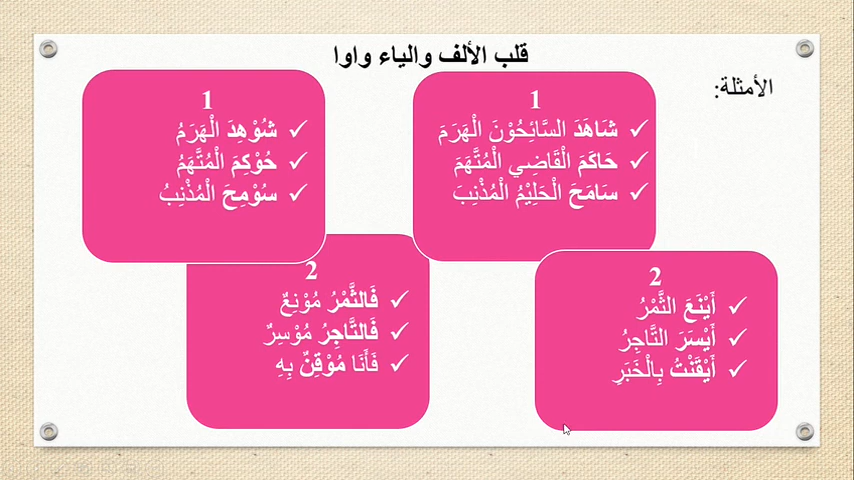 قلب الألف والياء واوا
الأمثلة:
1
✓ شَاهَدَ السَّائِحُوْنَ الْهَرَمَ
✓ حَاكَمَ الْقَاضِي الْمُتَّهَمَ
✓ سَامَحَ الْحَلِيْمُ الْمُذْنِبَ
1
✓ شُوْهِدَ الْهَرَمُ
✓ حُوْكِمَ الْمُتَّهَمُ
✓ سُوْمِحَ الْمُذْنِبُ
2
✓ أَيْنَعَ الثَّمْرُ
✓ أَيْسَرَ التَّاجِرُ
✓ أَيْقَنْتُ بِالْخَبَرِ
2
✓ فَالثَّمْرُ مُوْنِعٌ
✓ فَالتَّاجِرُ مُوْسِرٌ
✓ فَأَنَا مُوْقِنٌ بِهِ